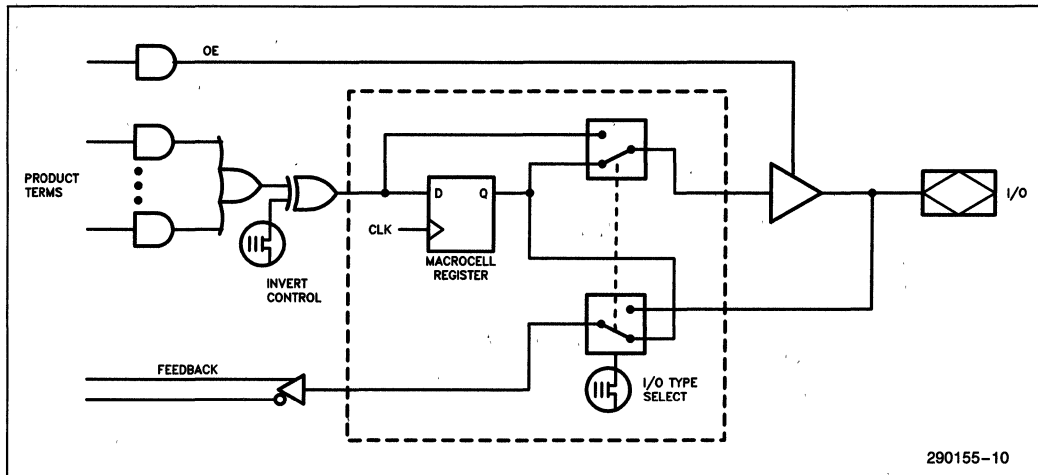 OE
PRODUCT
TERMS
D
Q
CLK
MACROCELL
REGISTER
INVERT
CONTROL
I/O
FEEDBACK
I/O TYPE
SELECT
290155-10